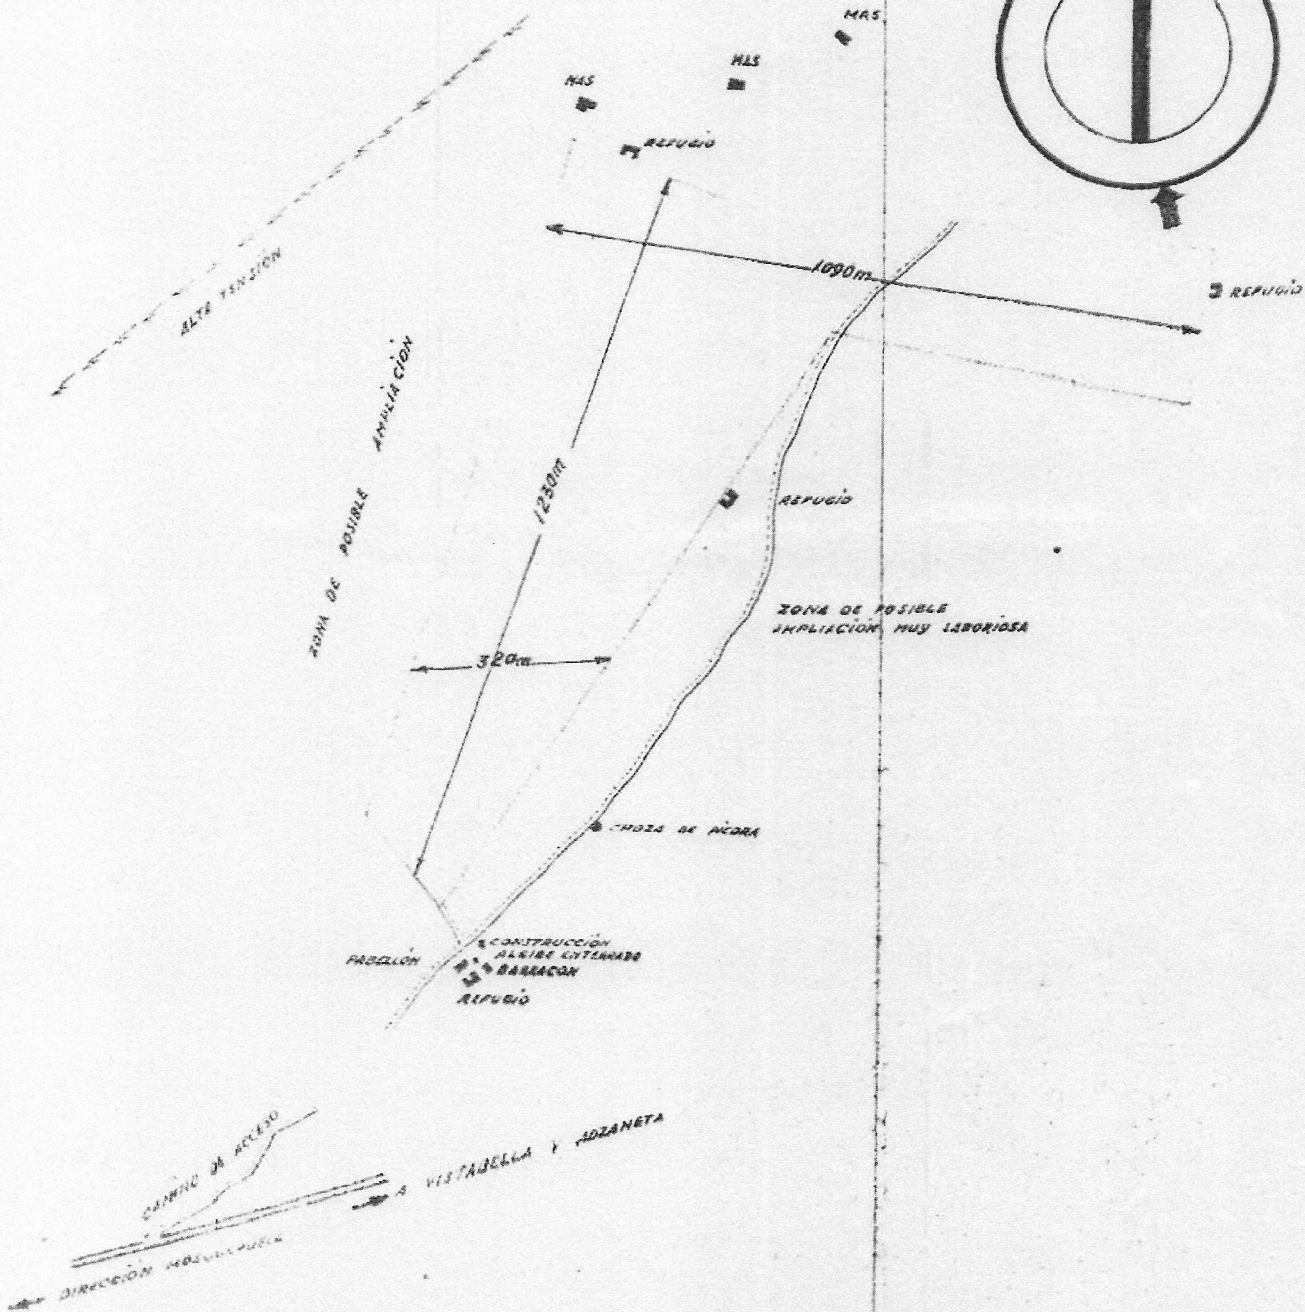 MAS
MAS
MAS
REFUGIO
1090m
REFUGIO
ALTA TENSIÓN
ZONA DE POSIBLE AMPLIACIÓN
1230m
REFUGIO
ZONA DE POSIBLE
AMPLIACIÓN MUY LABORIOSA
320m
CHOZA DE PIEDRA
PABELLÓN
CONSTRUCCIÓN
ALGIBE ENTERRADO
BARRACON
REFUGIO
CAMINO DE ACCESO
A VISTABELLA Y ADZANETA
DIRECCIÓN MOSQUERUELA